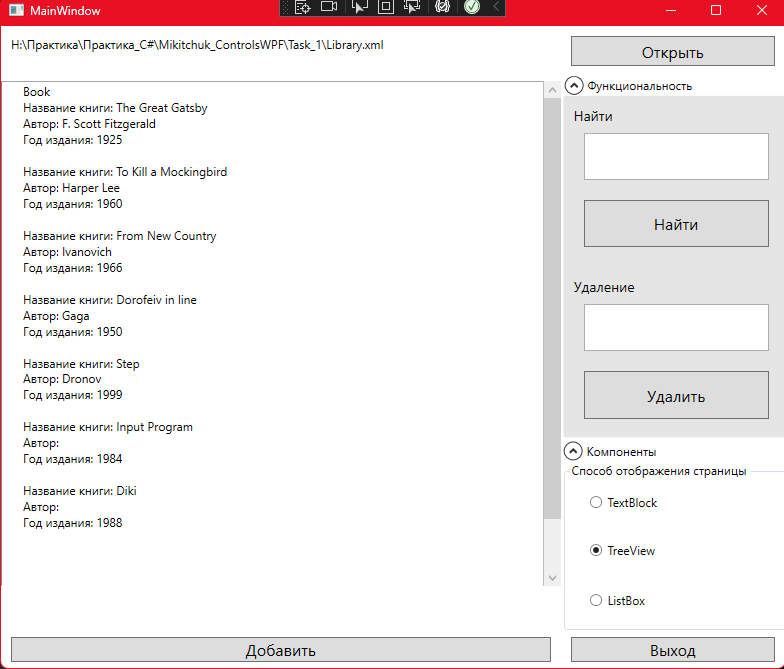 MainWindow
H:\Практика\Практика_C#\Mikitchuk_ControlsWPF\Task_1\Library.xml
Открыть
Book
Название книги: The Great Gatsby
Автор: F. Scott Fitzgerald
Год издания: 1925
Название книги: To Kill a Mockingbird
Автор: Harper Lee
Год издания: 1960
Название книги: From New Country
Автор: Ivanovich
Год издания: 1966
Название книги: Dorofeiv in line
Автор: Gaga
Год издания: 1950
Название книги: Step
Автор: Dronov
Год издания: 1999
Название книги: Input Program
Автор:
Год издания: 1984
Название книги: Diki
Автор:
Год издания: 1988
Функциональность
Найти
Найти
Удаление
Удалить
Компоненты
Способ отображения страницы
TextBlock
TreeView
ListBox
Добавить
Выход